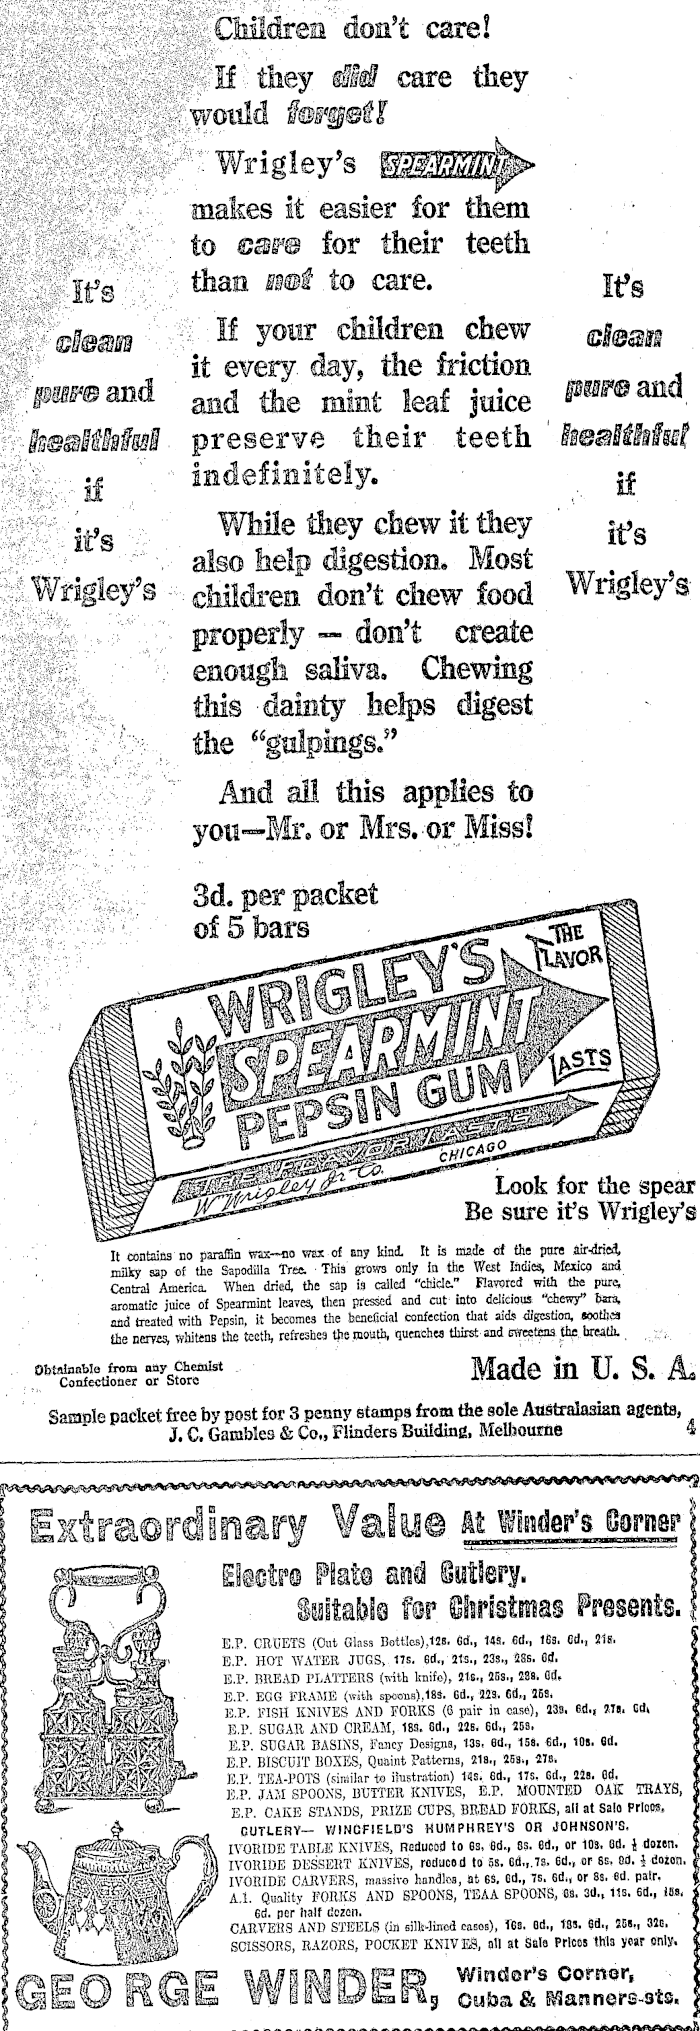 Children don't care!
If they did care they
would forget!
Wrigley's SPEARMINT
makes it easier for them
to care for their teeth
than not to care.
It's
clean
pure and
healthful
if
it's
Wrigley's
If your children chew
it every day, the friction
and the mint leaf juice
preserve their teeth
indefinitely.
While they chew it they
also help digestion. Most
children don't chew food
properly — don't create
enough saliva. Chewing
this dainty helps digest
the "gulpings."
And all this applies to
you—Mr. or Mrs. or Miss!
It's
clean
pure and
healthful
if
it's
Wrigley's
3d. per packet
of 5 bars
WRIGLEY'S
SPEARMINT
PEPSIN GUM
THE
FLAVOR
LASTS
THE FLAVOR LASTS
Wm Wrigley Jr Co.
CHICAGO
Look for the spear
Be sure it's Wrigley's
It contains no paraffin wax—no wax of any kind. It is made of the pure air-dried,
milky sap of the Sapodilla Tree. This grows only in the West Indies, Mexico and
Central America. When dried, the sap is called "chicle." Flavored with the pure,
aromatic juice of Spearmint leaves, then pressed and cut into delicious "chewy" bars,
and treated with Pepsin, it becomes the beneficial confection that aids digestion, soothes
the nerves, whitens the teeth, refreshes the mouth, quenches thirst and sweetens the breath.
Obtainable from any Chemist
Confectioner or Store
Made in U. S. A.
Sample packet free by post for 3 penny stamps from the sole Australasian agents,
J. C. Gambles & Co., Flinders Building, Melbourne
4
Extraordinary Value At Winder's Corner
Electro Plate and Cutlery.
Suitable for Christmas Presents.
E.P. CRUETS (Cut Glass Bottles), 12s. 6d., 14s. 6d., 16s. 6d., 21s.
E.P. HOT WATER JUGS, 17s. 6d., 21s., 23s., 28s. 6d.
E.P. BREAD PLATTERS (with knife), 21s., 25s., 28s. 6d.
E.P. EGG FRAME (with spoons), 18s. 6d., 22s. 6d., 25s.
E.P. FISH KNIVES AND FORKS (6 pair in case), 23s. 6d., 27s. 6d.
E.P. SUGAR AND CREAM, 18s. 6d., 22s. 6d., 25s.
E.P. SUGAR BASINS, Fancy Designs, 13s. 6d., 15s. 6d., 10s. 6d.
E.P. BISCUIT BOXES, Quaint Patterns, 21s., 25s., 27s.
E.P. TEA-POTS (similar to illustration) 14s. 6d., 17s. 6d., 22s. 6d.
E.P. JAM SPOONS, BUTTER KNIVES, E.P. MOUNTED OAK TRAYS,
E.P. CAKE STANDS, PRIZE CUPS, BREAD FORKS, all at Sale Prices.
CUTLERY— WINGFIELD'S HUMPHREY'S OR JOHNSON'S.
IVORIDE TABLE KNIVES, Reduced to 6s. 6d., 8s. 6d., or 10s. 6d. ½ dozen.
IVORIDE DESSERT KNIVES, reduced to 5s. 6d., 7s. 6d., or 8s. 9d. ½ dozen.
IVORIDE CARVERS, massive handles, at 6s. 6d., 7s. 6d., or 8s. 6d. pair.
A.1. Quality FORKS AND SPOONS, TEAA SPOONS, 6s. 3d., 11s. 6d., 15s.
6d. per half dozen.
CARVERS AND STEELS (in silk-lined cases), 16s. 6d., 18s. 6d., 25s., 32s.
SCISSORS, RAZORS, POCKET KNIVES, all at Sale Prices this year only.
GEORGE WINDER, Winder's Corner,
Cuba & Manners-sts.